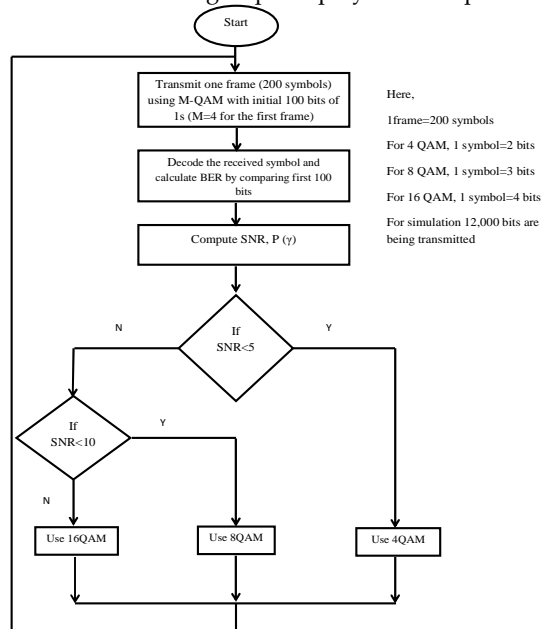 Start
Transmit one frame (200 symbols)
using M-QAM with initial 100 bits of
1s (M=4 for the first frame)
Here,
1frame=200 symbols
For 4 QAM, 1 symbol=2 bits
For 8 QAM, 1 symbol=3 bits
For 16 QAM, 1 symbol=4 bits
For simulation 12,000 bits are
being transmitted
Decode the received symbol and
calculate BER by comparing first 100
bits
Compute SNR, P (γ)
If
SNR<5
N
Y
If
SNR<10
Y
N
Use 16QAM
Use 8QAM
Use 4QAM